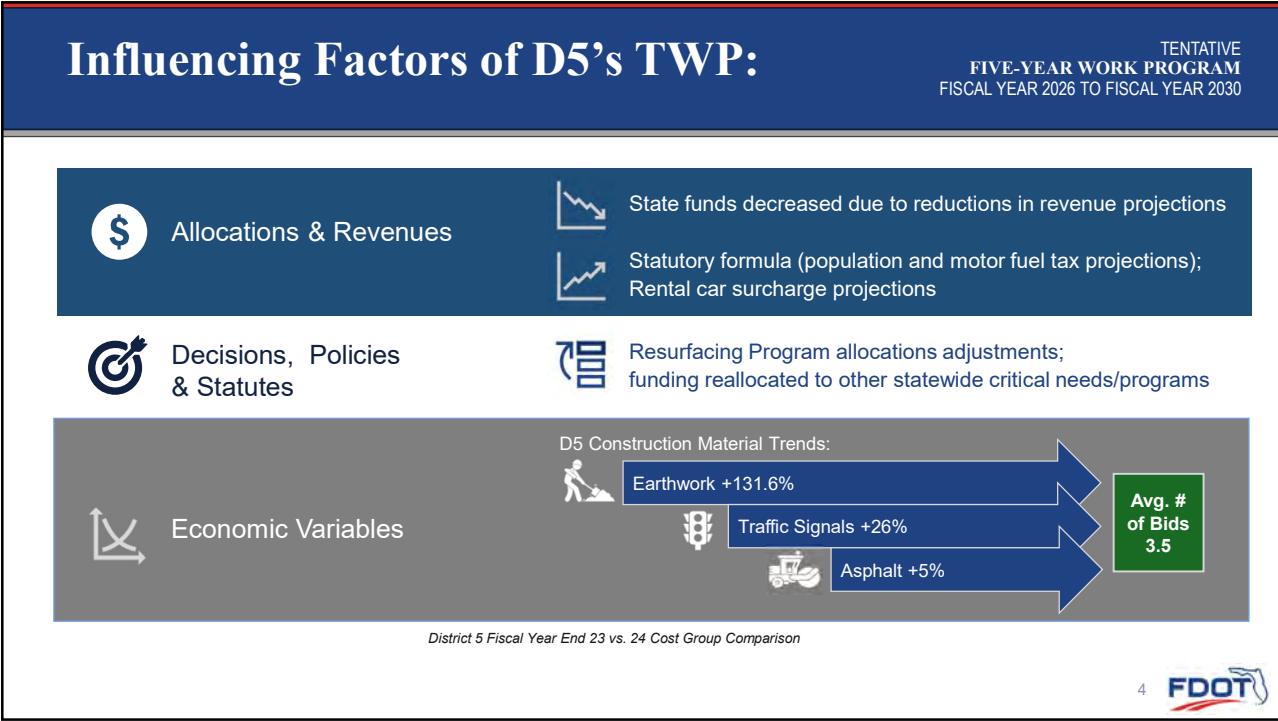 Influencing Factors of D5’s TWP:
TENTATIVE
FIVE-YEAR WORK PROGRAM
FISCAL YEAR 2026 TO FISCAL YEAR 2030
$
Allocations & Revenues
State funds decreased due to reductions in revenue projections
Statutory formula (population and motor fuel tax projections);
Rental car surcharge projections
Decisions, Policies
& Statutes
Resurfacing Program allocations adjustments;
funding reallocated to other statewide critical needs/programs
Economic Variables
D5 Construction Material Trends:
Earthwork +131.6%
Traffic Signals +26%
Asphalt +5%
Avg. #
of Bids
3.5
District 5 Fiscal Year End 23 vs. 24 Cost Group Comparison
4
FDOT